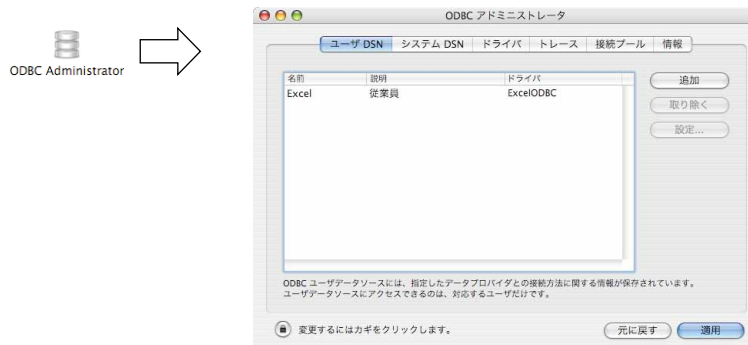 ODBC Administrator
ODBC アドミニストレータ
ユーザ DSN システム DSN ドライバ トレース 接続プール 情報
名前 説明 ドライバ
Excel 従業員 ExcelODBC
追加
取り除く
設定...
ODBC ユーザデータソースには、指定したデータプロバイダとの接続方法に関する情報が保存されています。
ユーザデータソースにアクセスできるのは、対応するユーザだけです。
変更するにはカギをクリックします。
元に戻す 適用